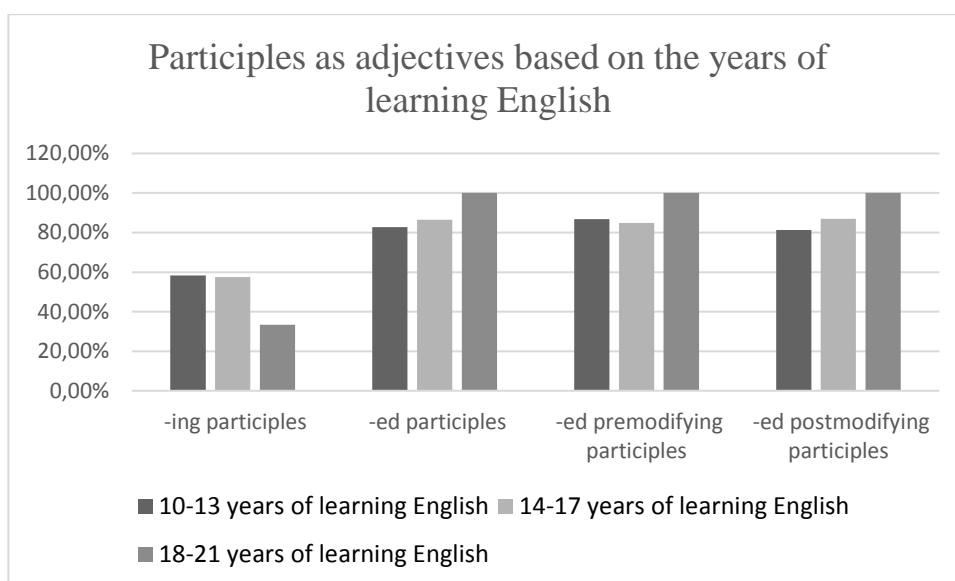 Participles as adjectives based on the years of
learning English
120,00%
100,00%
80,00%
60,00%
40,00%
20,00%
0,00%
-ing participles
-ed participles
-ed premodifying
participles
-ed postmodifying
participles
10-13 years of learning English
14-17 years of learning English
18-21 years of learning English